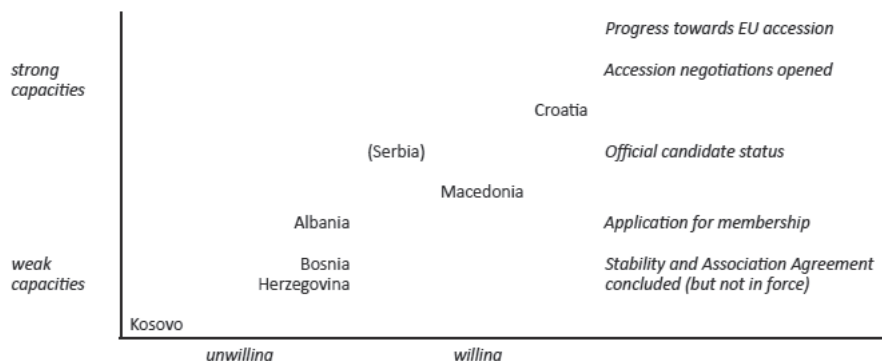 Progress towards EU accession
strong
capacities
Accession negotiations opened
Croatia
(Serbia)
Official candidate status
Macedonia
Albania
Application for membership
weak
capacities
Bosnia
Herzegovina
Stability and Association Agreement
concluded (but not in force)
Kosovo
unwilling
willing